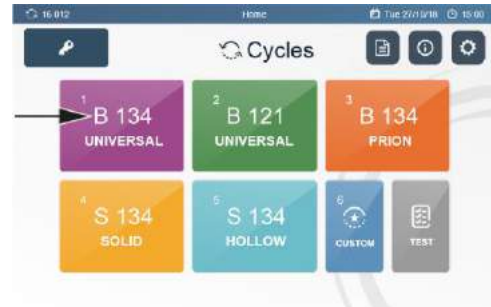 16 012 Home Tue 27/10/18 15:00
Cycles
1 2 3
B 134 B 121 B 134
UNIVERSAL UNIVERSAL PRION
4 5 6
S 134 S 134
SOLID HOLLOW CUSTOM TEST